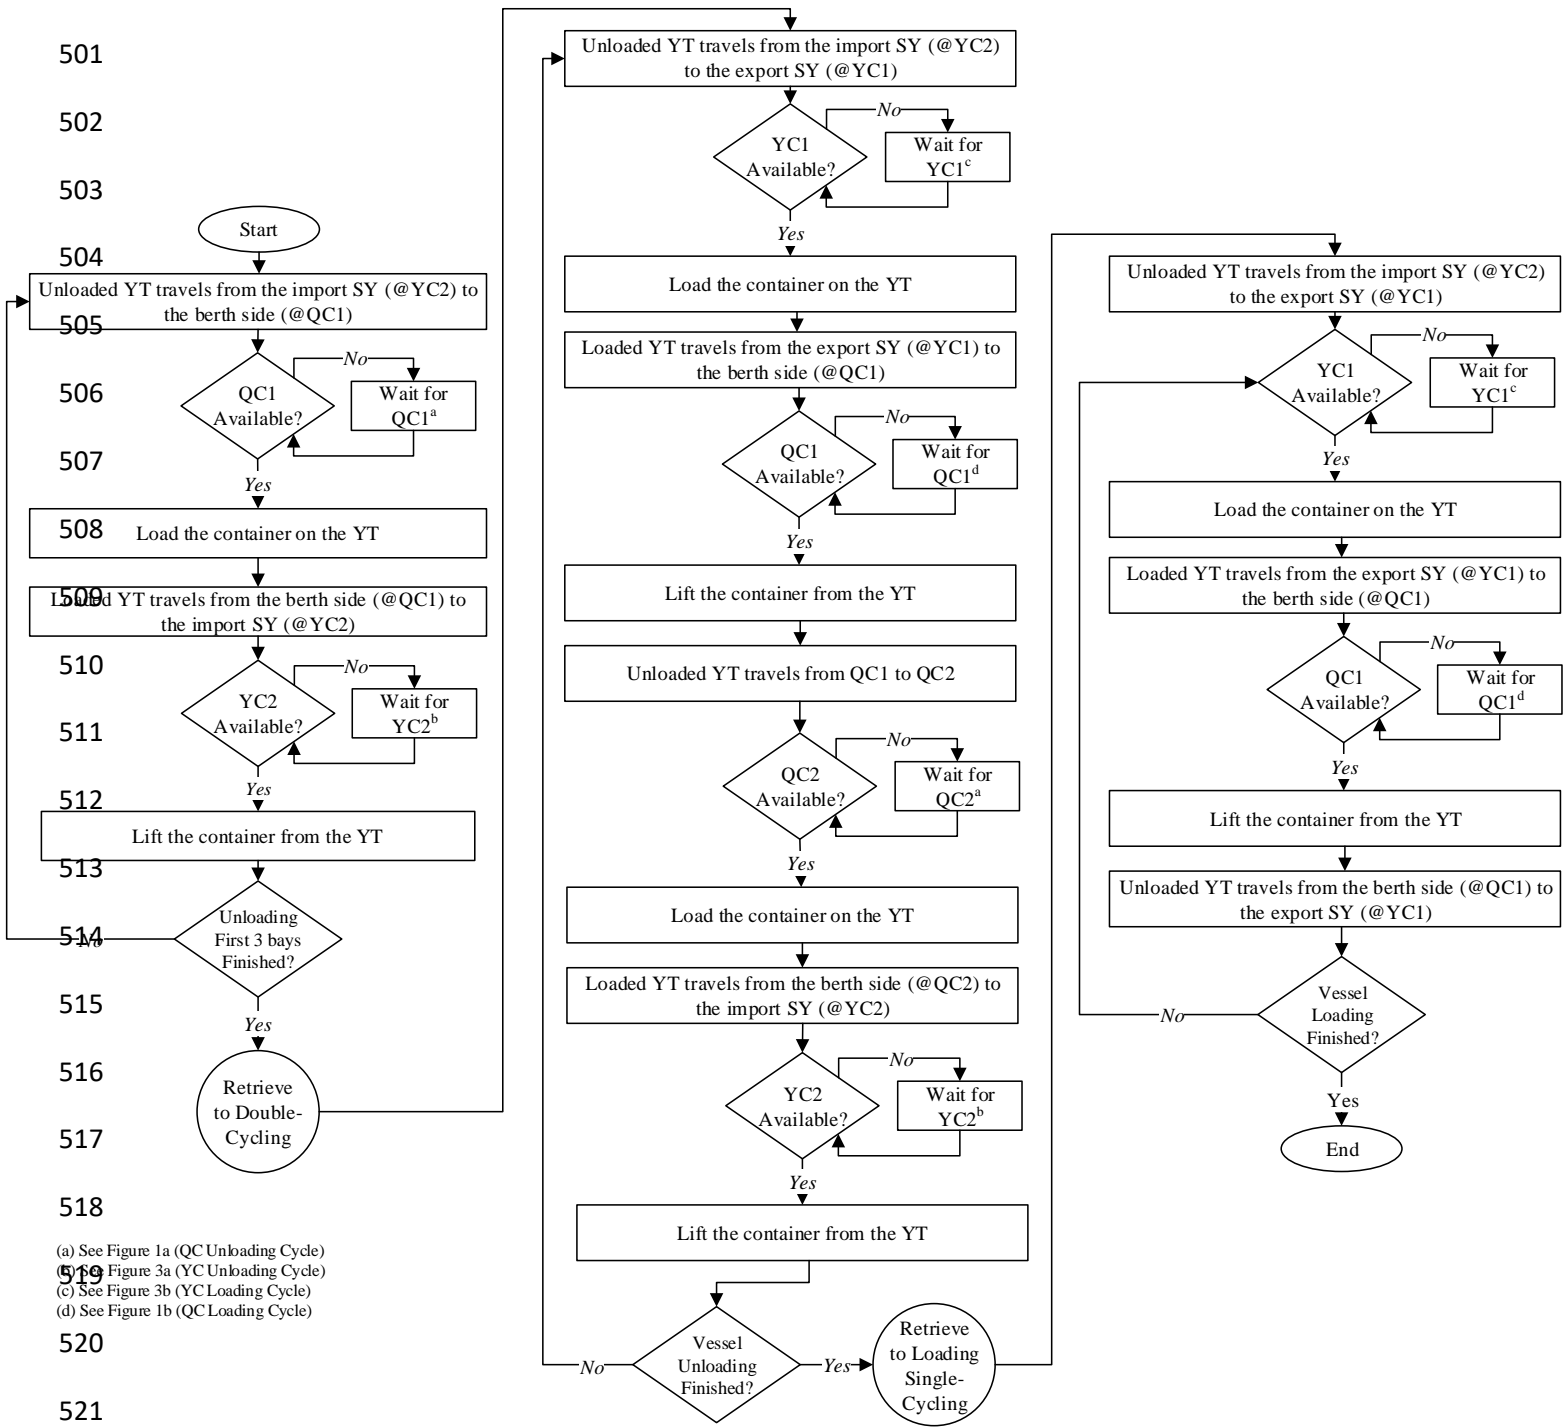 501
502
503
504
505
506
507
508
509
510
511
512
513
514
515
516
517
518
519
520
521
Start
Unloaded YT travels from the import SY (@YC2) to
the berth side (@QC1)
QC1
Available?
No
Wait for
QC1a
Yes
Load the container on the YT
Loaded YT travels from the berth side (@QC1) to
the import SY (@YC2)
YC2
Available?
No
Wait for
YC2b
Yes
Lift the container from the YT
Unloading
First 3 bays
Finished?
No
Yes
Retrieve
to Double-
Cycling
(a) See Figure 1a (QC Unloading Cycle)
(b) See Figure 3a (YC Unloading Cycle)
(c) See Figure 3b (YC Loading Cycle)
(d) See Figure 1b (QC Loading Cycle)
Unloaded YT travels from the import SY (@YC2)
to the export SY (@YC1)
YC1
Available?
No
Wait for
YC1c
Yes
Load the container on the YT
Loaded YT travels from the export SY (@YC1) to
the berth side (@QC1)
QC1
Available?
No
Wait for
QC1d
Yes
Lift the container from the YT
Unloaded YT travels from QC1 to QC2
QC2
Available?
No
Wait for
QC2a
Yes
Load the container on the YT
Loaded YT travels from the berth side (@QC2) to
the import SY (@YC2)
YC2
Available?
No
Wait for
YC2b
Yes
Lift the container from the YT
Vessel
Unloading
Finished?
No
Yes
Retrieve
to Loading
Single-
Cycling
Unloaded YT travels from the import SY (@YC2)
to the export SY (@YC1)
YC1
Available?
No
Wait for
YC1c
Yes
Load the container on the YT
Loaded YT travels from the export SY (@YC1) to
the berth side (@QC1)
QC1
Available?
No
Wait for
QC1d
Yes
Lift the container from the YT
Unloaded YT travels from the berth side (@QC1) to
the export SY (@YC1)
Vessel
Loading
Finished?
No
Yes
End